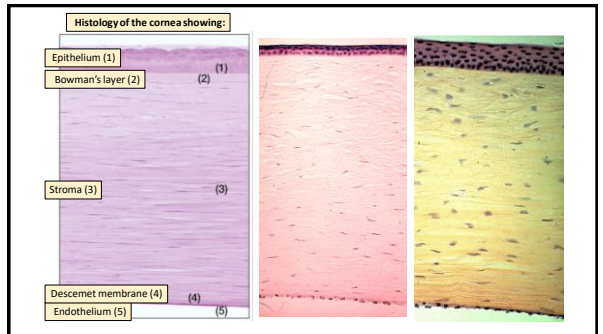 Histology of the cornea showing:
Epithelium (1)
(1)
Bowman's layer (2)
(2)
Stroma (3)
(3)
Descemet membrane (4)
(4)
Endothelium (5)
(5)